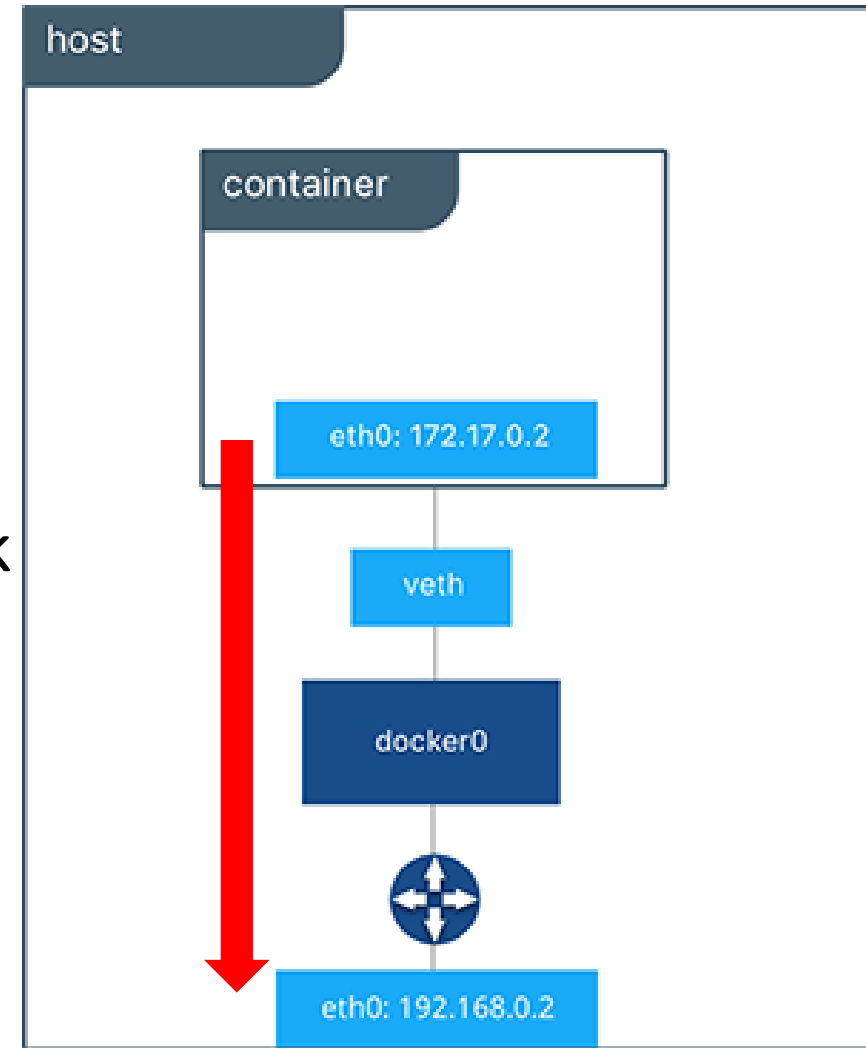 host
container
eth0: 172.17.0.2
k
veth
docker0
eth0: 192.168.0.2